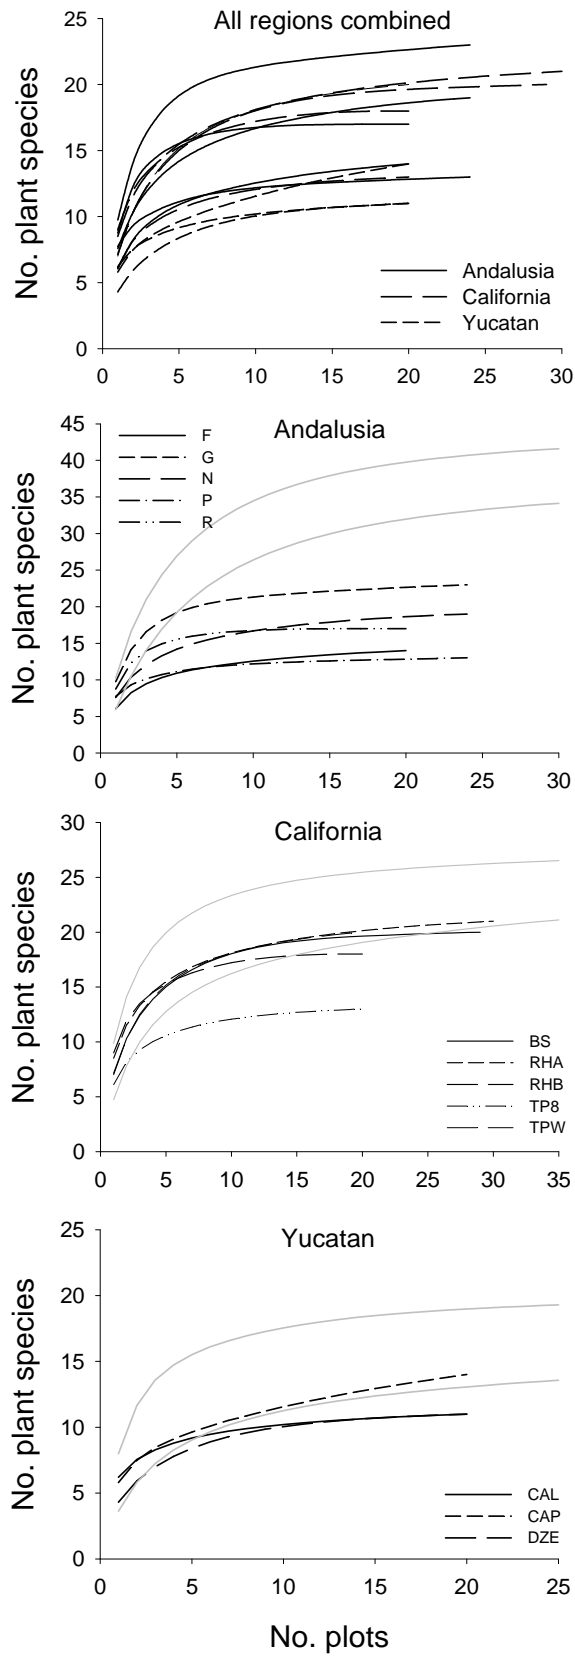 All regions combined
No. plant species
25
20
15
10
5
0
5
10
15
20
25
30
Andalusia
California
Yucatan
Andalusia
No. plant species
45
40
35
30
25
20
15
10
5
0
0
5
10
15
20
25
30
F
G
N
P
R
California
No. plant species
30
25
20
15
10
5
0
0
5
10
15
20
25
30
35
BS
RHA
RHB
TP8
TPW
Yucatan
No. plant species
25
20
15
10
5
0
0
5
10
15
20
25
CAL
CAP
DZE
No. plots